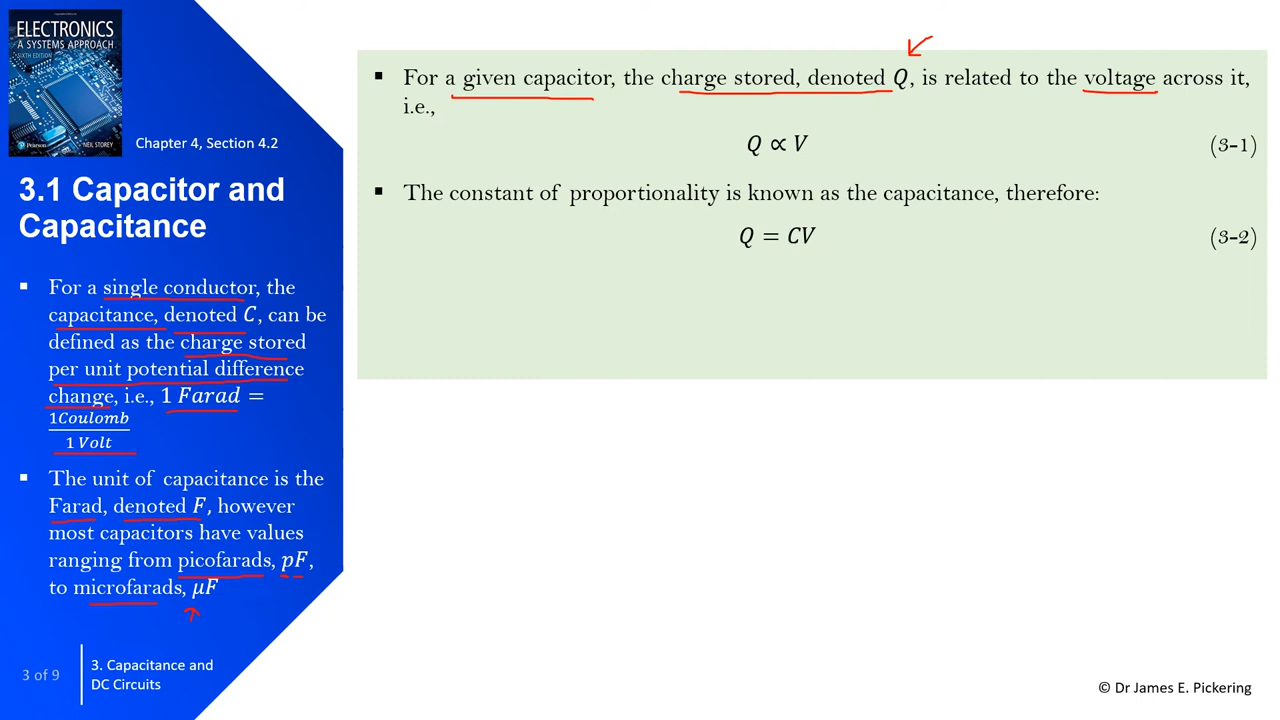 ELECTRONICS
A SYSTEMS APPROACH
SIXTH EDITION
Pearson
NEIL STOREY
Chapter 4, Section 4.2
3.1 Capacitor and
Capacitance
▪ For a single conductor, the
capacitance, denoted C, can be
defined as the charge stored
per unit potential difference
change, i.e., 1 Farad =
1Coulomb
1 Volt
▪ The unit of capacitance is the
Farad, denoted F, however
most capacitors have values
ranging from picofarads, pF,
to microfarads, μF
3 of 9
3. Capacitance and
DC Circuits
▪ For a given capacitor, the charge stored, denoted Q, is related to the voltage across it,
i.e.,
Q ∝ V (3-1)
▪ The constant of proportionality is known as the capacitance, therefore:
Q = CV (3-2)
© Dr James E. Pickering